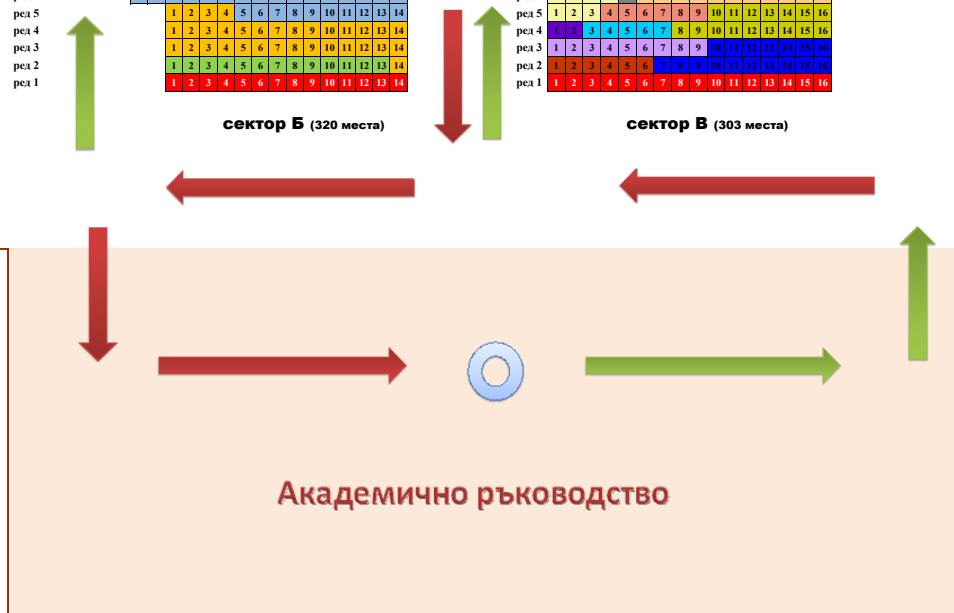 ред 5 1 2 3 4 5 6 7 8 9 10 11 12 13 14 ред 5 1 2 3 4 5 6 7 8 9 10 11 12 13 14 15 16
ред 4 1 2 3 4 5 6 7 8 9 10 11 12 13 14 ред 4 1 2 3 4 5 6 7 8 9 10 11 12 13 14 15 16
ред 3 1 2 3 4 5 6 7 8 9 10 11 12 13 14 ред 3 1 2 3 4 5 6 7 8 9 10 11 12 13 14 15 16
ред 2 1 2 3 4 5 6 7 8 9 10 11 12 13 14 ред 2 1 2 3 4 5 6 7 8 9 10 11 12 13 14 15 16
ред 1 1 2 3 4 5 6 7 8 9 10 11 12 13 14 ред 1 1 2 3 4 5 6 7 8 9 10 11 12 13 14 15 16
сектор Б (320 места) сектор В (303 места)
Академично ръководство